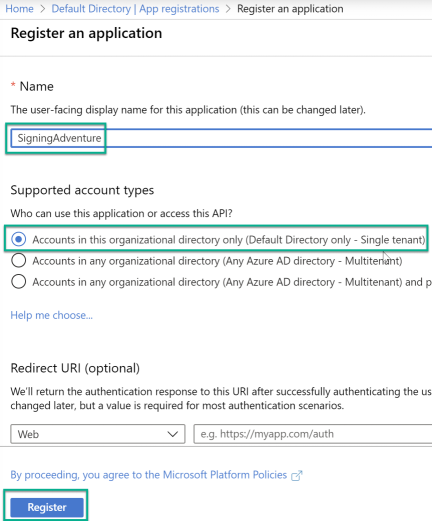 Home > Default Directory | App registrations > Register an application
Register an application
* Name
The user-facing display name for this application (this can be changed later).
SigningAdventure
Supported account types
Who can use this application or access this API?
Accounts in this organizational directory only (Default Directory only - Single tenant)
Accounts in any organizational directory (Any Azure AD directory - Multitenant)
Accounts in any organizational directory (Any Azure AD directory - Multitenant) and p
Help me choose...
Redirect URI (optional)
We'll return the authentication response to this URI after successfully authenticating the us
changed later, but a value is required for most authentication scenarios.
Web e.g. https://myapp.com/auth
By proceeding, you agree to the Microsoft Platform Policies
Register